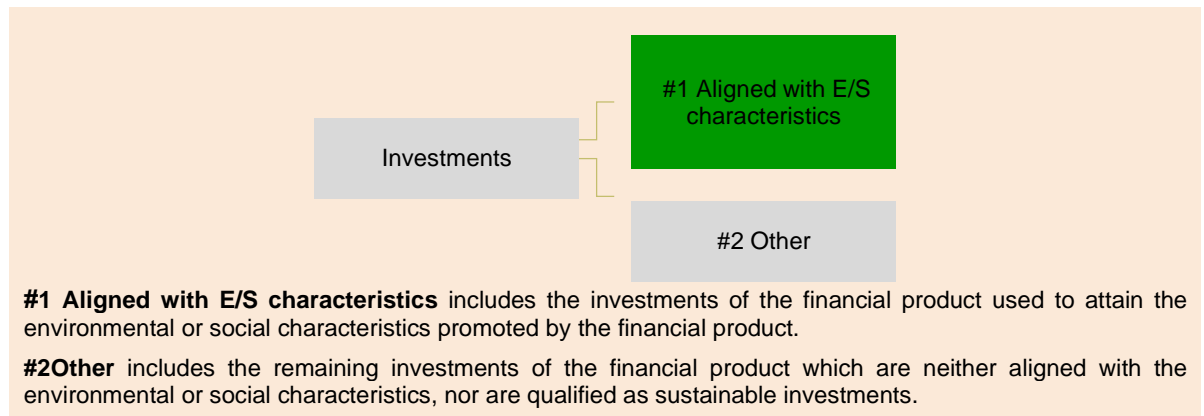 #1 Aligned with E/S
characteristics
Investments
#2 Other
#1 Aligned with E/S characteristics includes the investments of the financial product used to attain the
environmental or social characteristics promoted by the financial product.
#2Other includes the remaining investments of the financial product which are neither aligned with the
environmental or social characteristics, nor are qualified as sustainable investments.